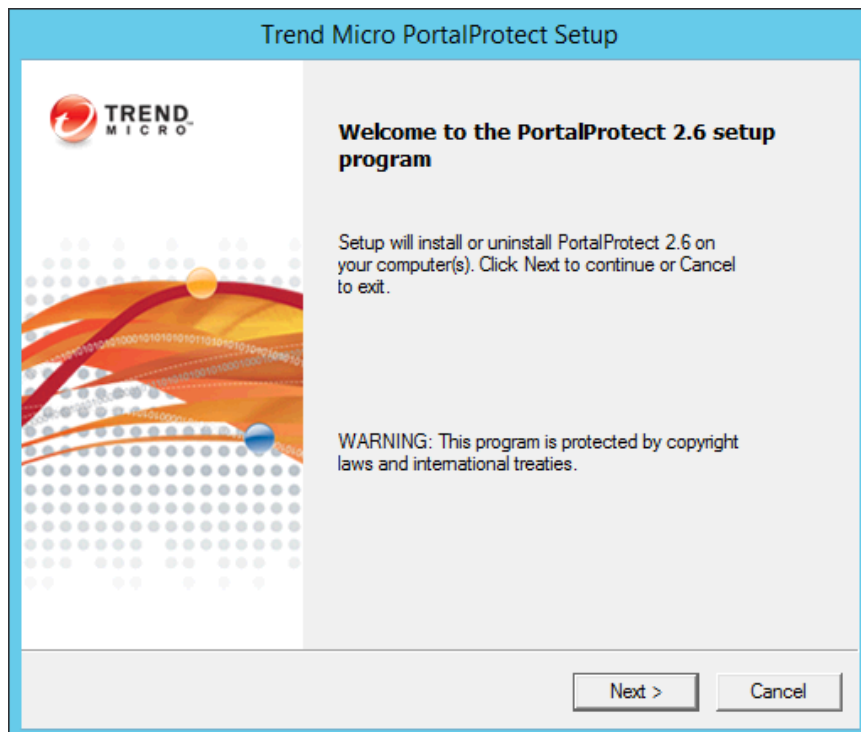 Trend Micro PortalProtect Setup
TREND
MICRO™
Welcome to the PortalProtect 2.6 setup
program
Setup will install or uninstall PortalProtect 2.6 on
your computer(s). Click Next to continue or Cancel
to exit.
WARNING: This program is protected by copyright
laws and international treaties.
Next >
Cancel